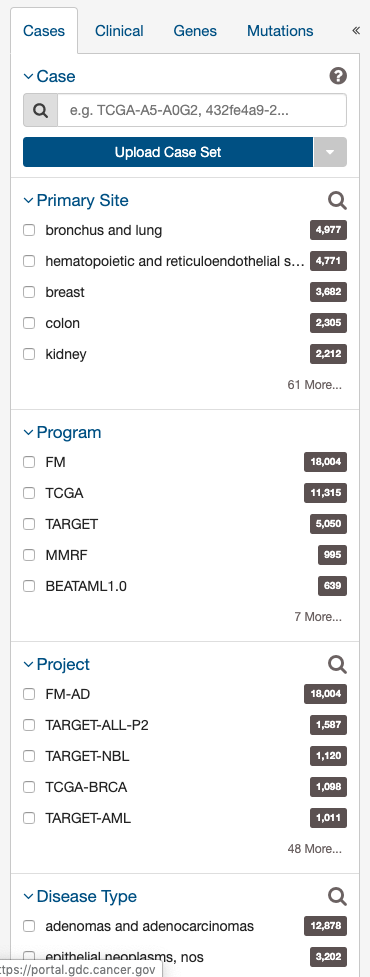 Cases Clinical Genes Mutations «
Case
e.g. TCGA-A5-A0G2, 432fe4a9-2...
Upload Case Set
Primary Site
bronchus and lung 4,977
hematopoietic and reticuloendothelial s... 4,771
breast 3,682
colon 2,305
kidney 2,212
61 More...
Program
FM 18,004
TCGA 11,315
TARGET 5,050
MMRF 995
BEATAML1.0 639
7 More...
Project
FM-AD 18,004
TARGET-ALL-P2 1,587
TARGET-NBL 1,120
TCGA-BRCA 1,098
TARGET-AML 1,011
48 More...
Disease Type
adenomas and adenocarcinomas 12,878
epithelial neoplasms, nos 3,202
ttps://portal.gdc.cancer.gov